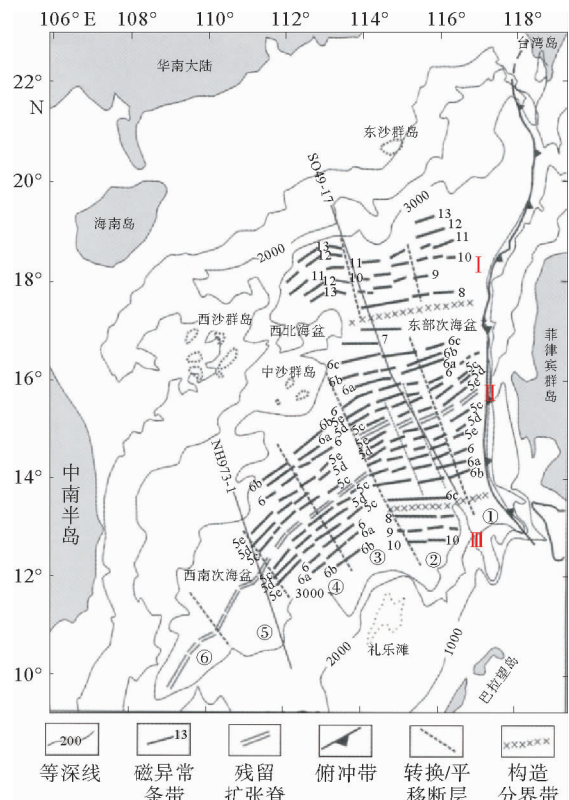 106° E 108° 110° 112° 114° 116° 118°
台湾岛
22°
N
华南大陆
东沙群岛
SO49-17
20°
海南岛
3000
2000
13
12
11
10
I
13
12
11
10
11
12
13
9
8
18°
西沙群岛
西北海盆
东部次海盆
7
菲律宾群岛
中沙群岛
6c
6b
6a
6
16°
6c
6b
6a
II
5e
5d
5c
NH973-1
14°
中南半岛
6b
6
6a
6b
6c
8
9
10
①
III
10
②
③
④
西南次海盆
12°
3000
⑤
⑥
礼乐滩
2000
1000
10°
巴拉望岛
200
13
等深线
磁异常条带
残留扩张脊
俯冲带
转换/平移断层
构造分界带